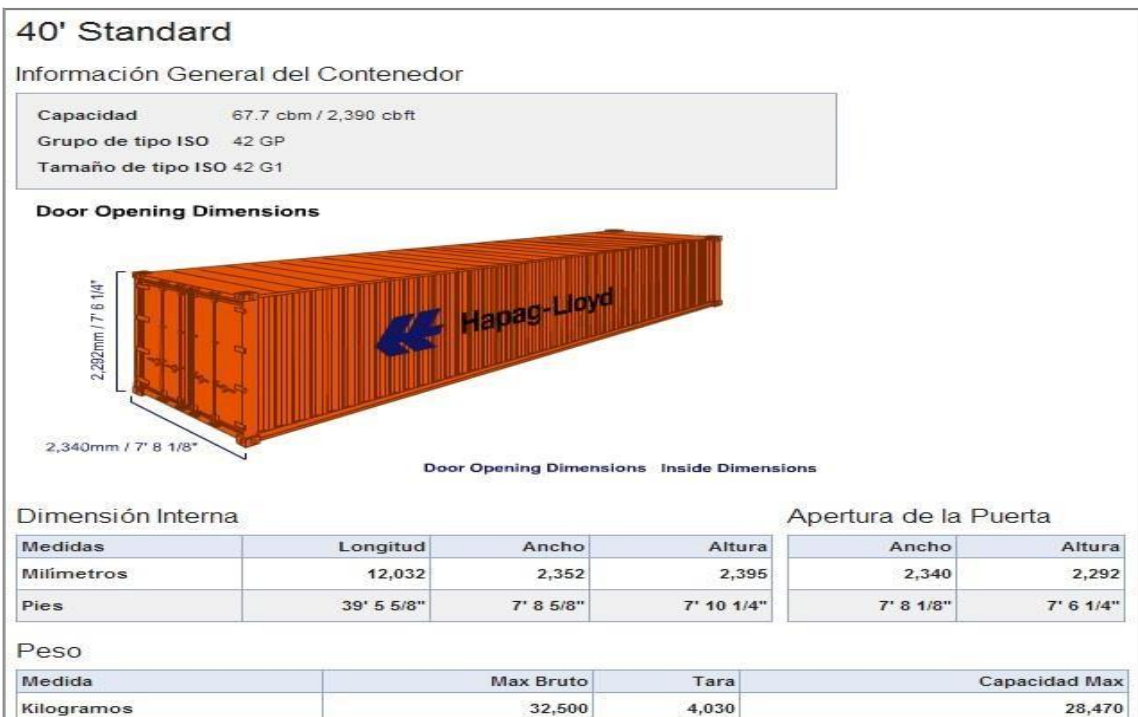 40' Standard
Información General del Contenedor
Capacidad 67.7 cbm / 2,390 cbft
Grupo de tipo ISO 42 GP
Tamaño de tipo ISO 42 G1
Door Opening Dimensions
2,292mm / 7' 6 1/4"
Hapag-Lloyd
2,340mm / 7' 8 1/8"
Door Opening Dimensions Inside Dimensions
Dimensión Interna
Medidas Longitud Ancho Altura
Milímetros 12,032 2,352 2,395
Pies 39' 5 5/8" 7' 8 5/8" 7' 10 1/4"
Apertura de la Puerta
Ancho Altura
2,340 2,292
7' 8 1/8" 7' 6 1/4"
Peso
Medida Max Bruto Tara Capacidad Max
Kilogramos 32,500 4,030 28,470